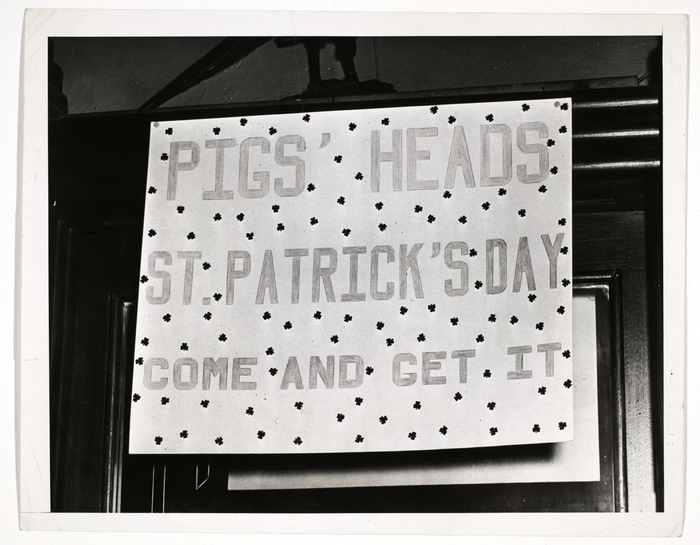 PIGS' HEADS
ST. PATRICK'S DAY
COME AND GET IT